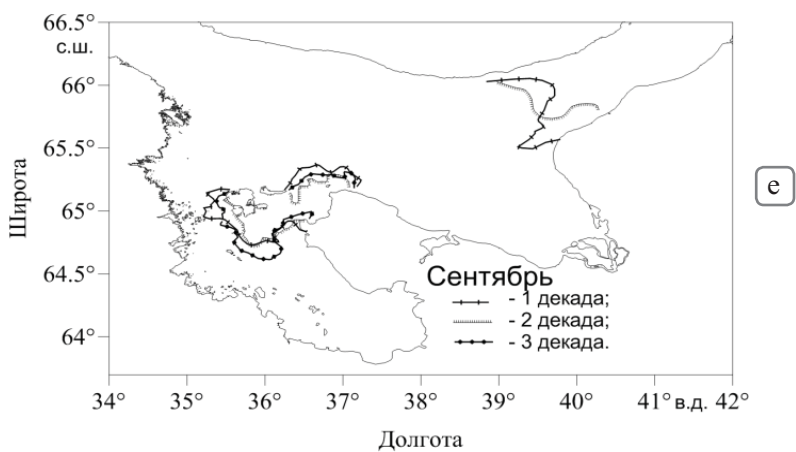 66.5°
с.ш.
66°
65.5°
65°
64.5°
64°
Широта
е
Сентябрь
- 1 декада;
- 2 декада;
- 3 декада.
34° 35° 36° 37° 38° 39° 40° 41° в.д. 42°
Долгота